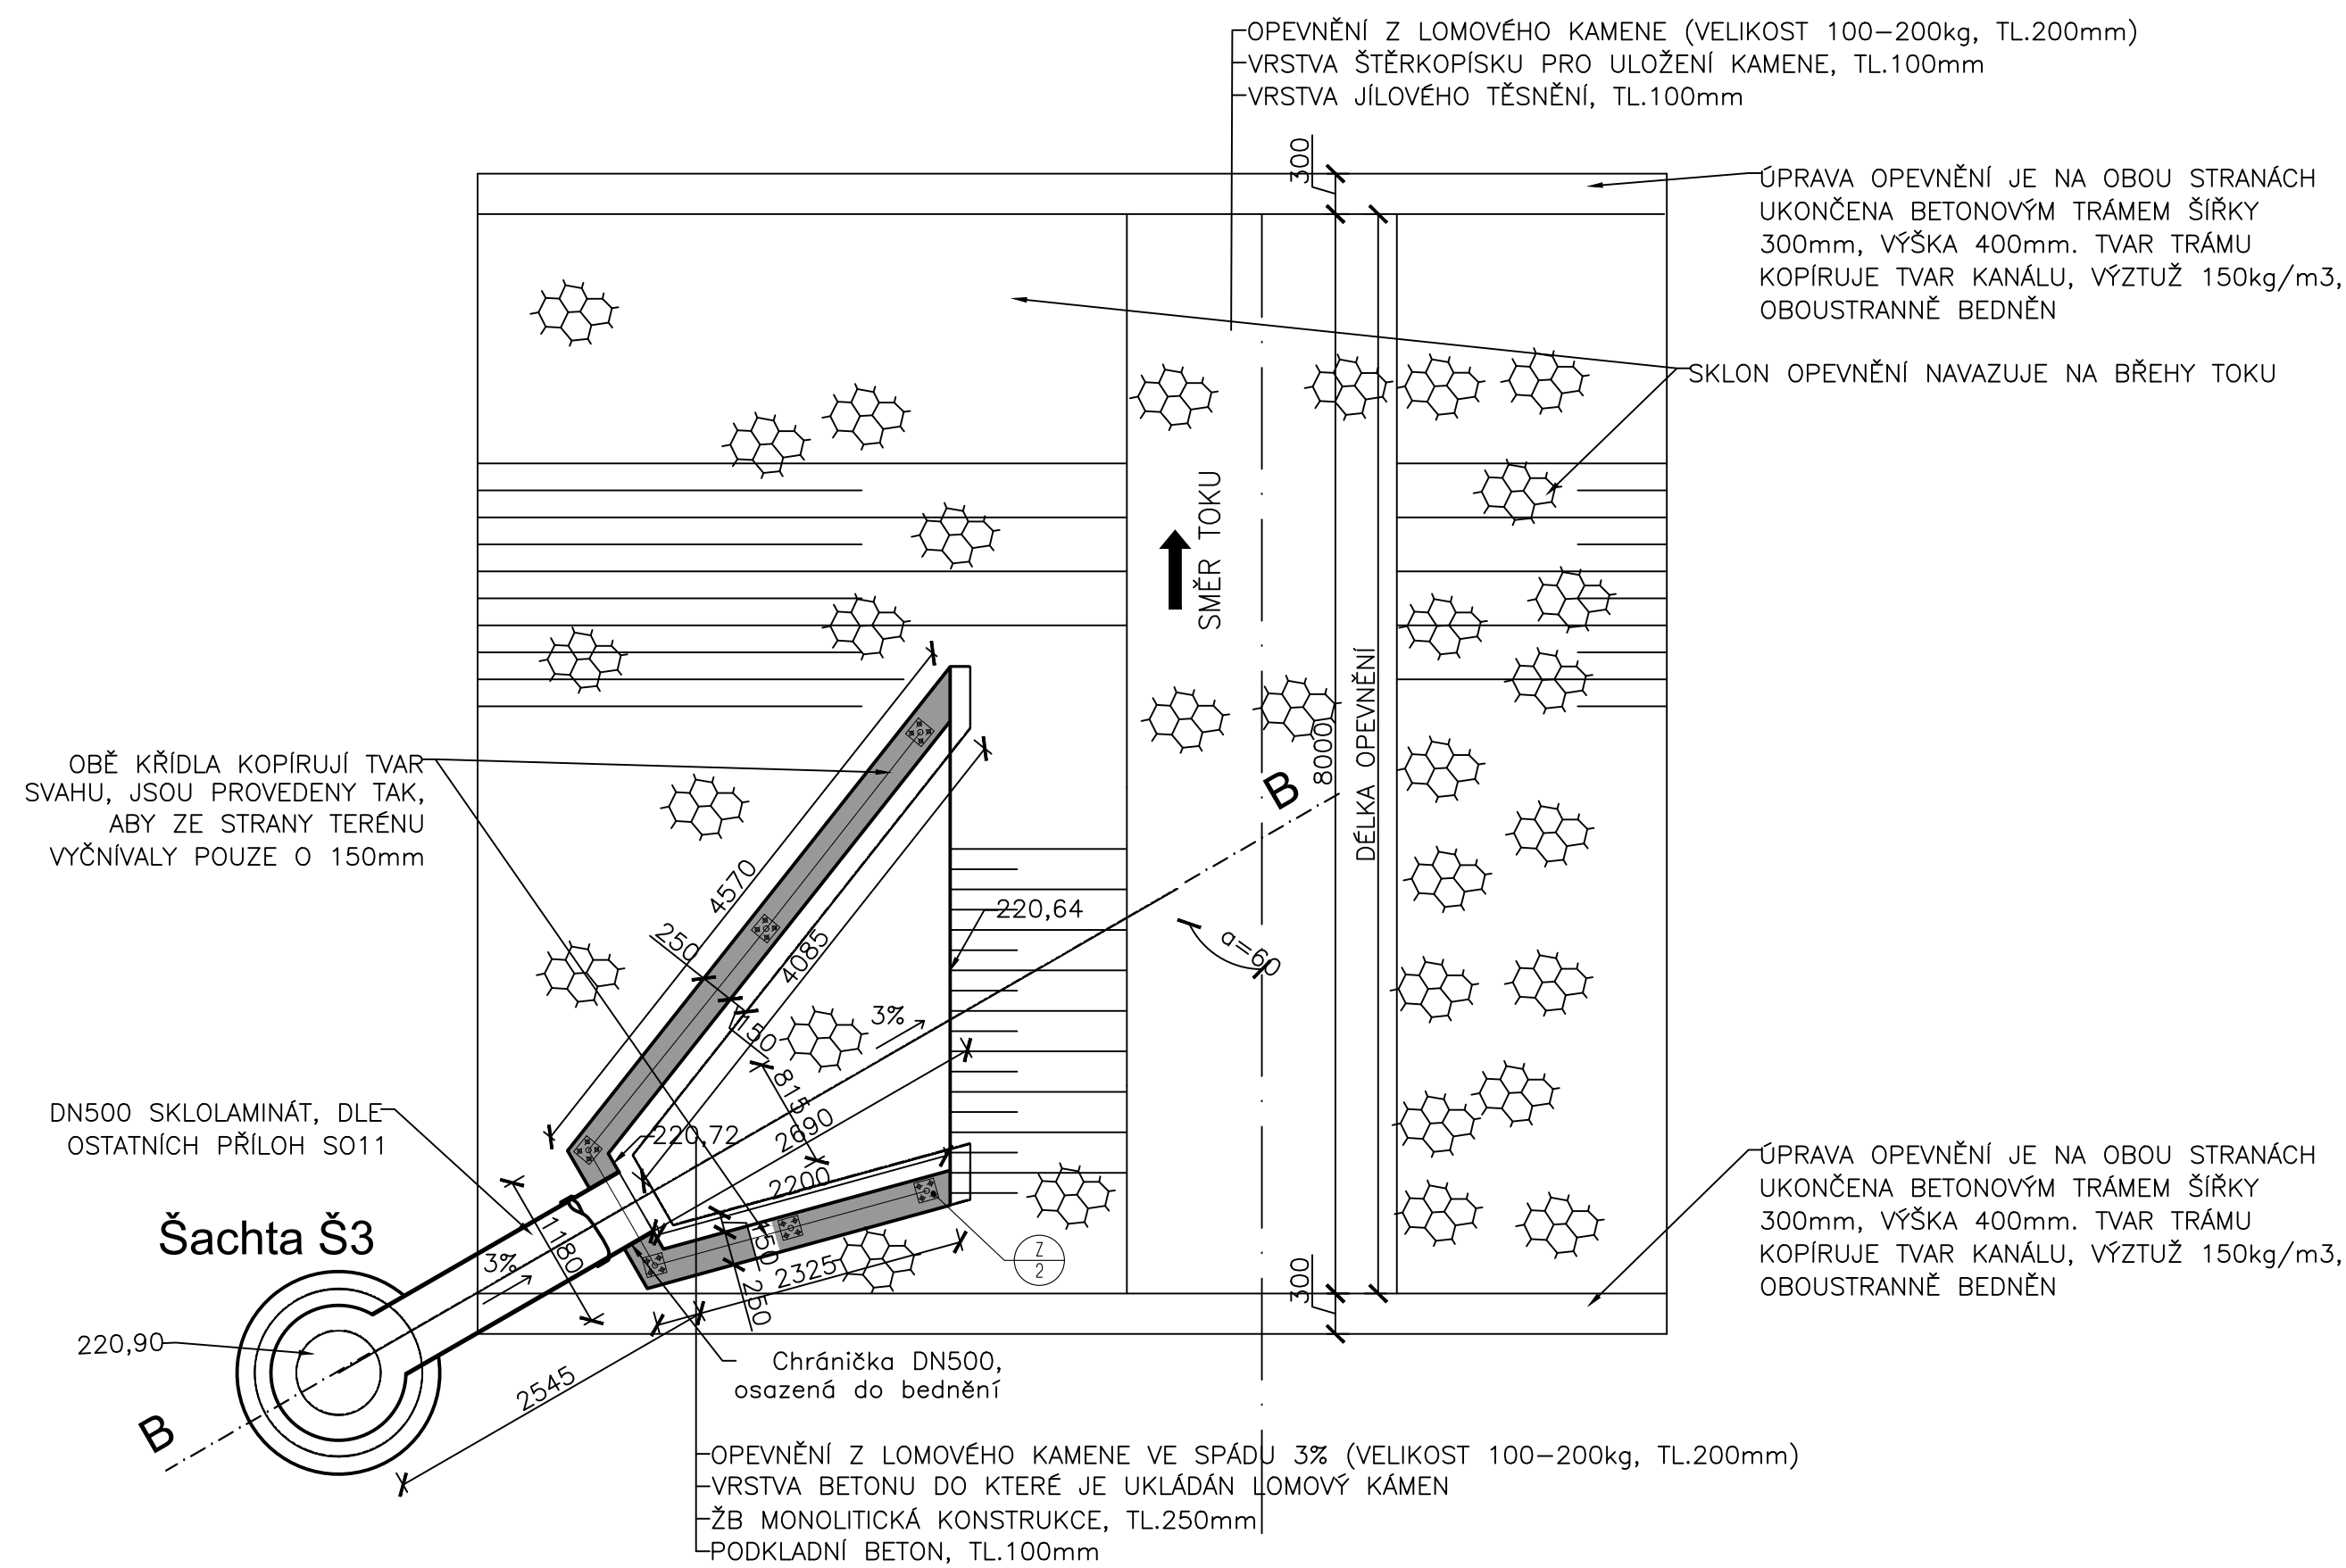 OPEVNĚNÍ Z LOMOVÉHO KAMENE (VELIKOST 100-200kg, TL.200mm)
VRSTVA ŠTĚRKOPÍSKU PRO ULOŽENÍ KAMENE, TL.100mm
VRSTVA JÍLOVÉHO TĚSNĚNÍ, TL.100mm
300
ÚPRAVA OPEVNĚNÍ JE NA OBOU STRANÁCH
UKONČENA BETONOVÝM TRÁMEM ŠÍŘKY
300mm, VÝŠKA 400mm. TVAR TRÁMU
KOPÍRUJE TVAR KANÁLU, VÝZTUŽ 150kg/m3,
OBOUSTRANNĚ BEDNĚN
SKLON OPEVNĚNÍ NAVAZUJE NA BŘEHY TOKU
SMĚR TOKU
DÉLKA OPEVNĚNÍ
8000
B
OBĚ KŘÍDLA KOPÍRUJÍ TVAR
SVAHU, JSOU PROVEDENY TAK,
ABY ZE STRANY TERÉNU
VYČNÍVALY POUZE O 150mm
4570
250
4085
150
220,64
a=60
3%
815
2690
220,72
2200
DN500 SKLOLAMINÁT, DLE
OSTATNÍCH PŘÍLOH SO11
Šachta Š3
1180
3%
150
2325
250
Z
2
220,90
2545
B
300
ÚPRAVA OPEVNĚNÍ JE NA OBOU STRANÁCH
UKONČENA BETONOVÝM TRÁMEM ŠÍŘKY
300mm, VÝŠKA 400mm. TVAR TRÁMU
KOPÍRUJE TVAR KANÁLU, VÝZTUŽ 150kg/m3,
OBOUSTRANNĚ BEDNĚN
Chránička DN500,
osazená do bednění
OPEVNĚNÍ Z LOMOVÉHO KAMENE VE SPÁDU 3% (VELIKOST 100-200kg, TL.200mm)
VRSTVA BETONU DO KTERÉ JE UKLÁDÁN LOMOVÝ KÁMEN
ŽB MONOLITICKÁ KONSTRUKCE, TL.250mm
PODKLADNÍ BETON, TL.100mm